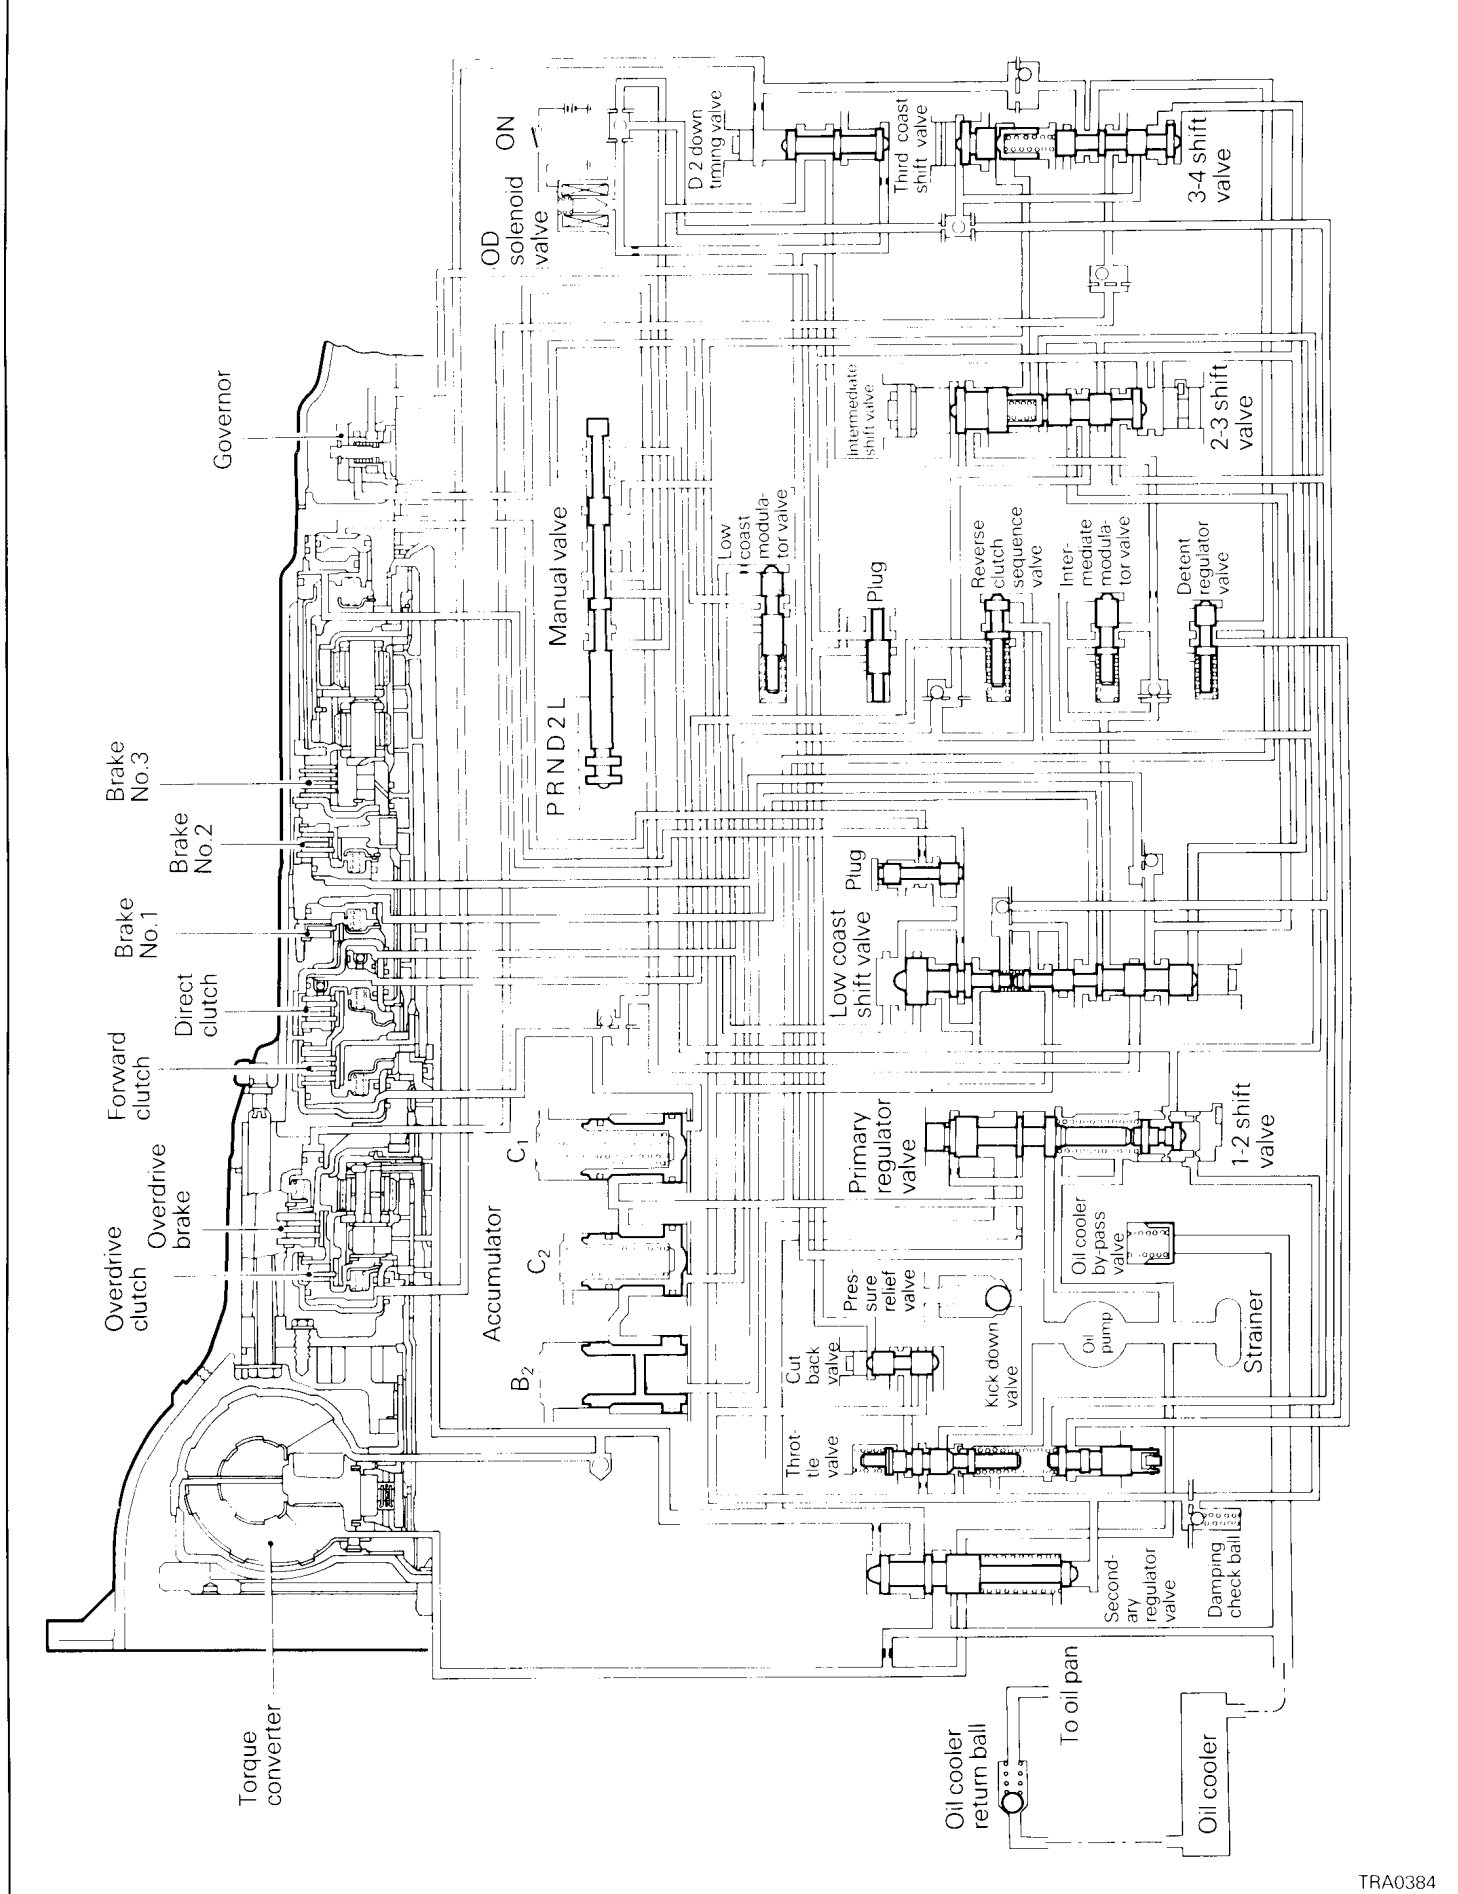 Torque
converter
Overdrive
clutch
Overdrive
brake
Forward
clutch
Direct
clutch
Brake
No.1
Brake
No.2
Brake
No.3
Governor
Accumulator
B2
C2
C1
PRND2L
Manual valve
OD
solenoid
valve
ON
D 2 down
timing valve
Third coast
shift valve
3-4 shift
valve
Intermediate
shift valve
2-3 shift
valve
Low
coast
modula-
tor valve
Plug
Reverse
clutch
sequence
valve
Inter-
mediate
modula-
tor valve
Detent
regulator
valve
Plug
Low coast
shift valve
Primary
regulator
valve
1-2 shift
valve
Oil cooler
by-pass
valve
Pres-
sure relief
valve
Cut
back
valve
Kick down
valve
Oil
pump
Strainer
Throt-
tle
valve
Second-
ary
regulator
valve
Damping
check ball
Oil cooler
return ball
To oil pan
Oil cooler
TRA0384